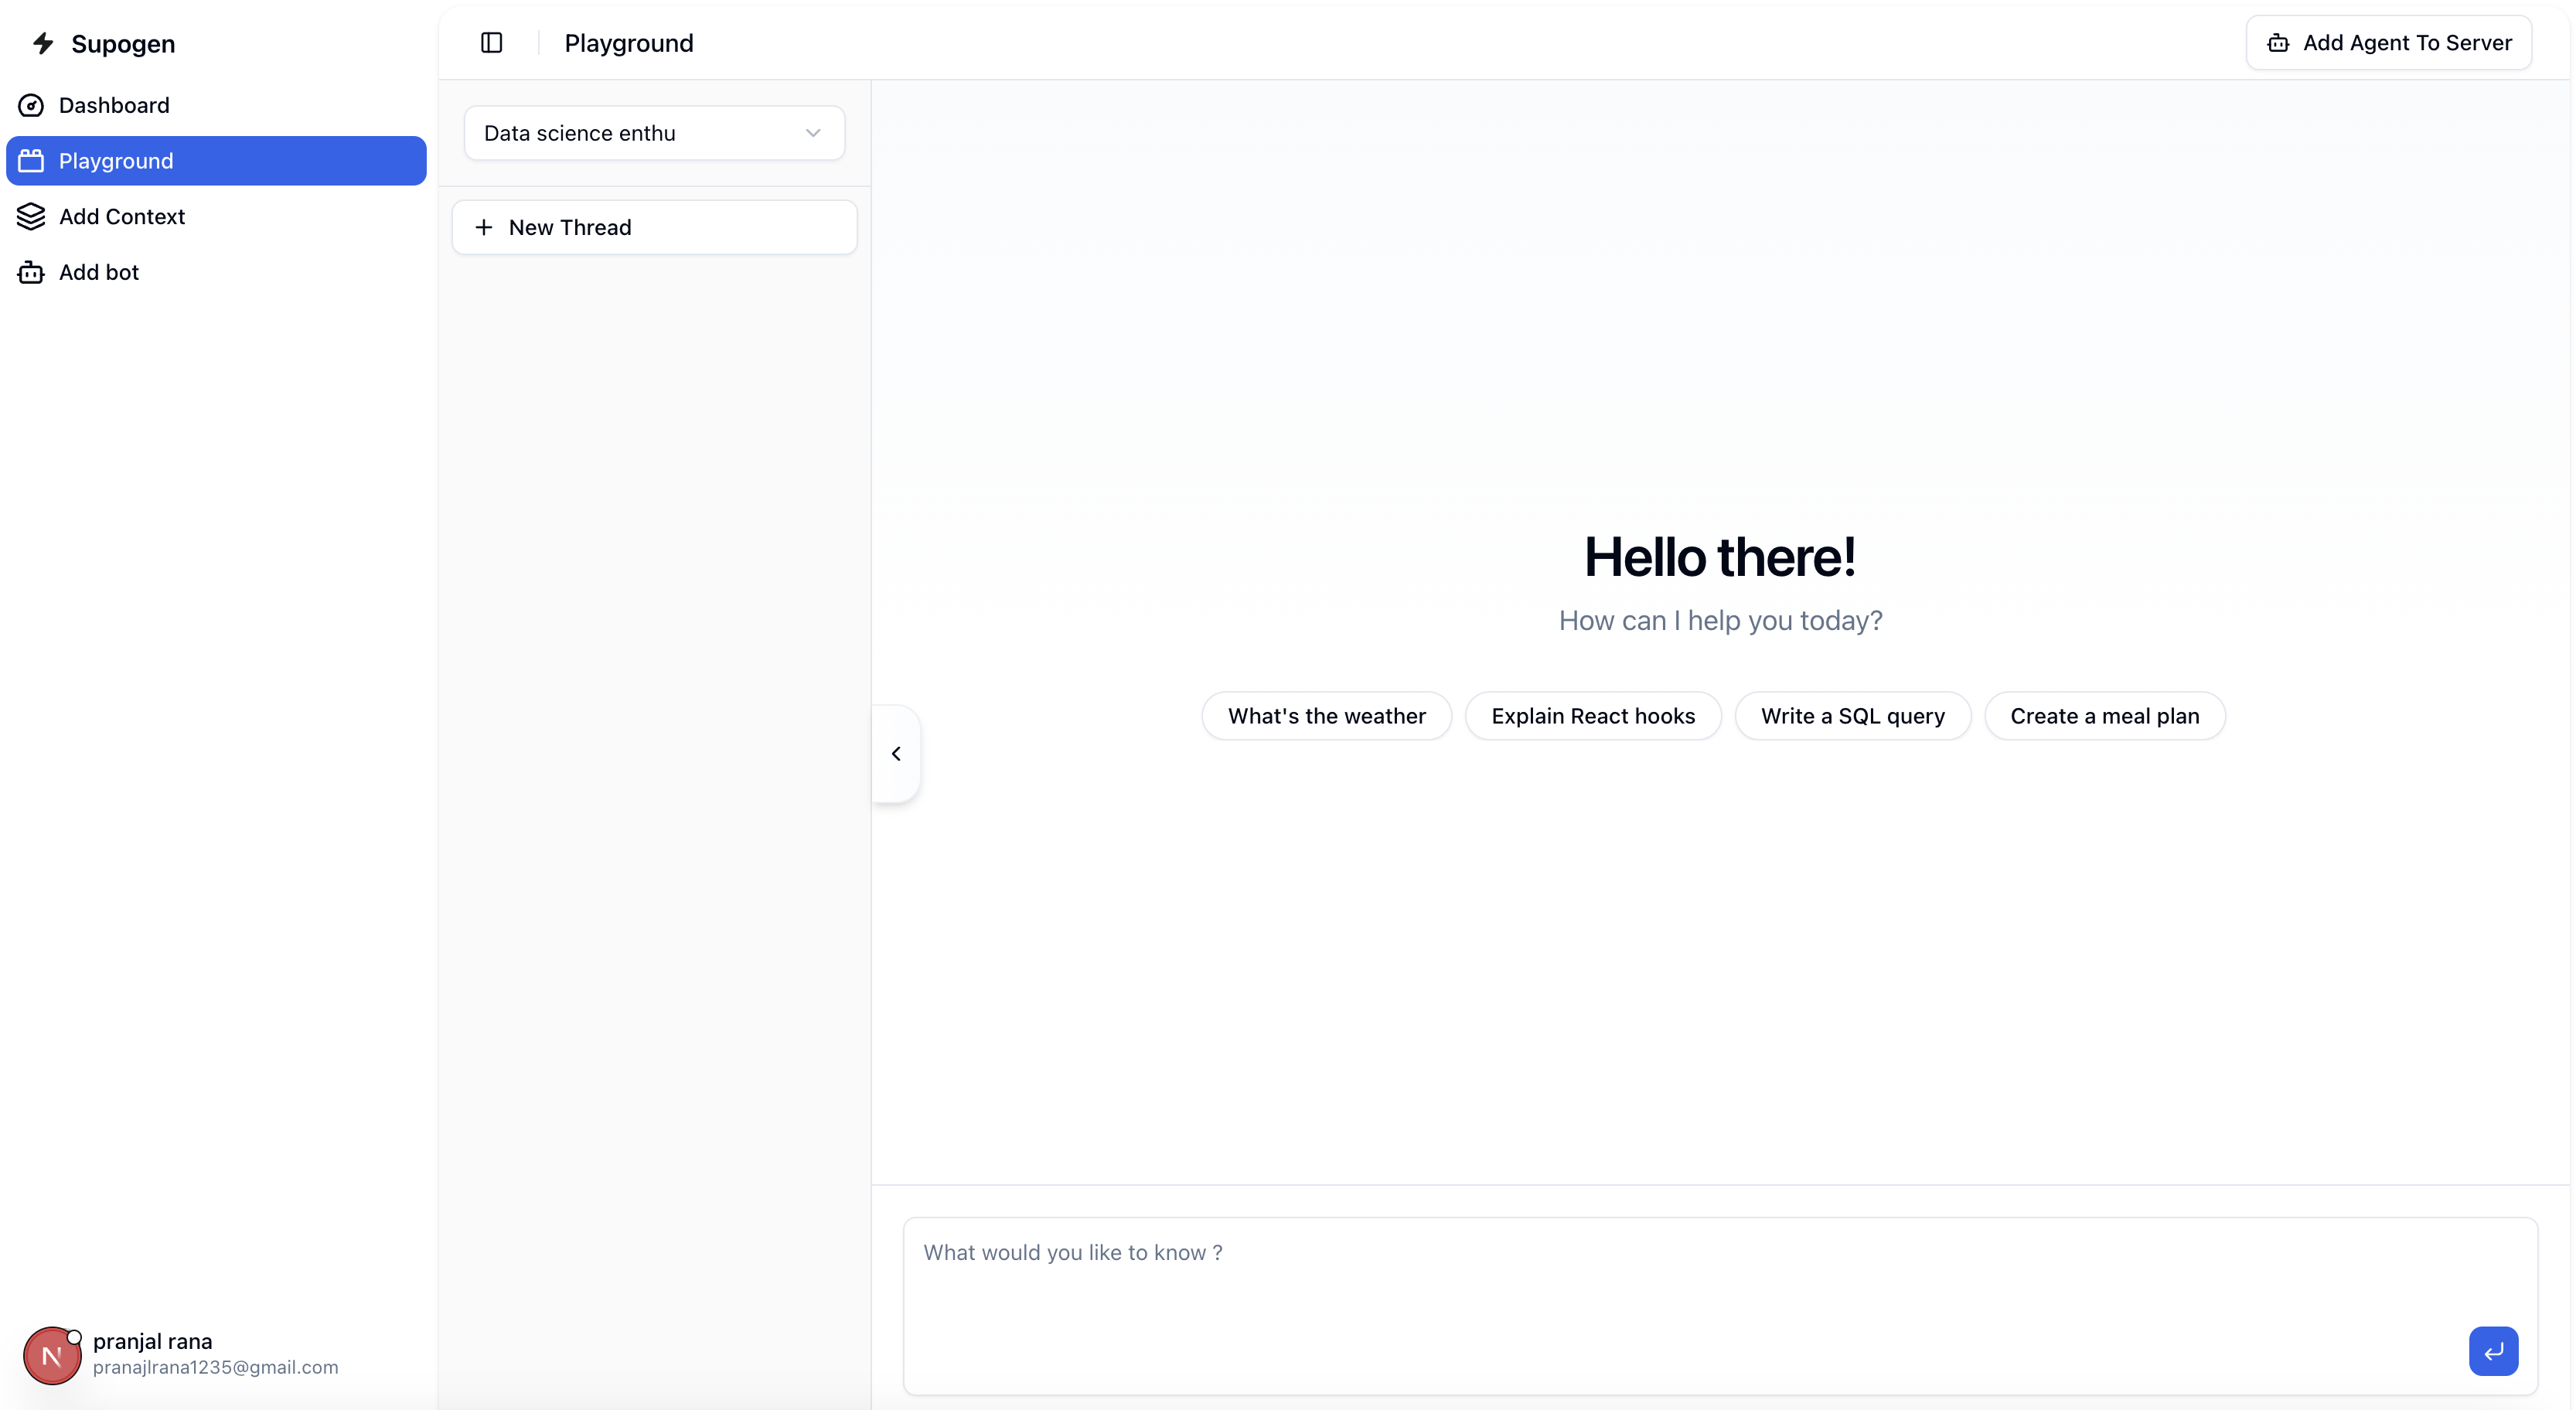 Supogen
Dashboard
Playground
Add Context
Add bot
pranjal rana
pranajlrana1235@gmail.com
N
Playground
Add Agent To Server
Data science enthu
New Thread
Hello there!
How can I help you today?
What's the weather
Explain React hooks
Write a SQL query
Create a meal plan
What would you like to know ?